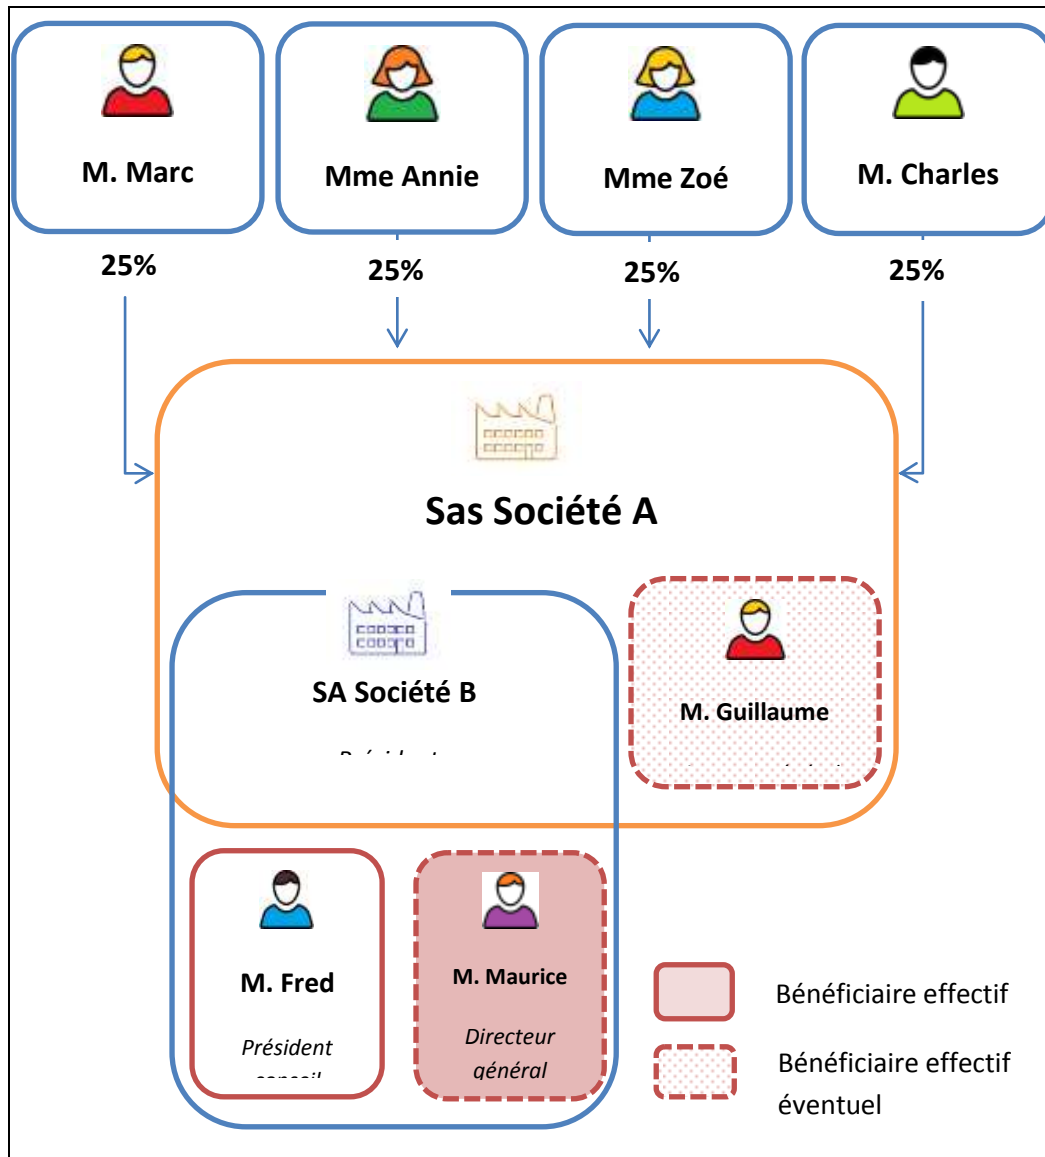 M. Marc
Mme Annie
Mme Zoé
M. Charles
25%
25%
25%
25%
Sas Société A
SA Société B
M. Guillaume
M. Fred
Président
M. Maurice
Directeur
général
Bénéficiaire effectif
Bénéficiaire effectif
éventuel